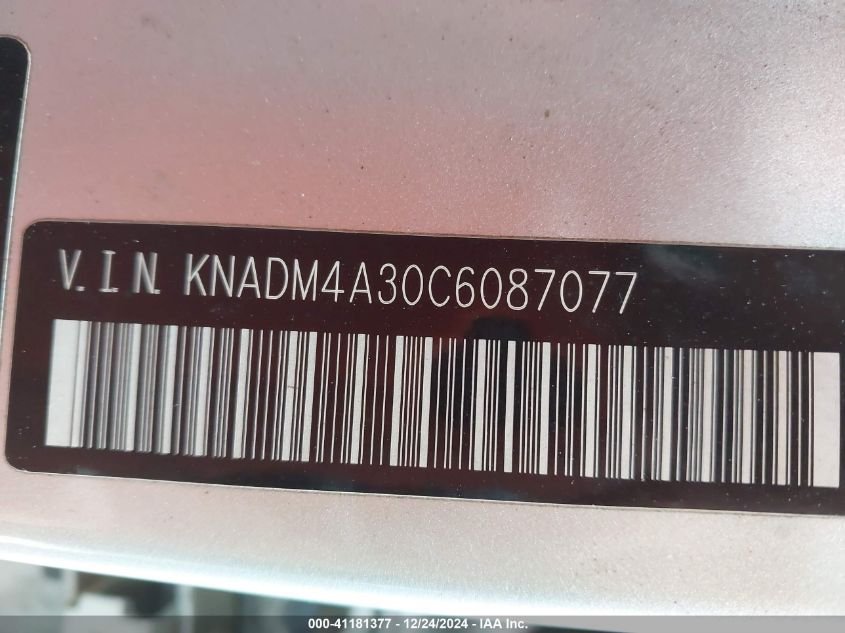 V.I.N. KNADM4A30C6087077
000-41181377 • 12/24/2024 - IAA Inc.